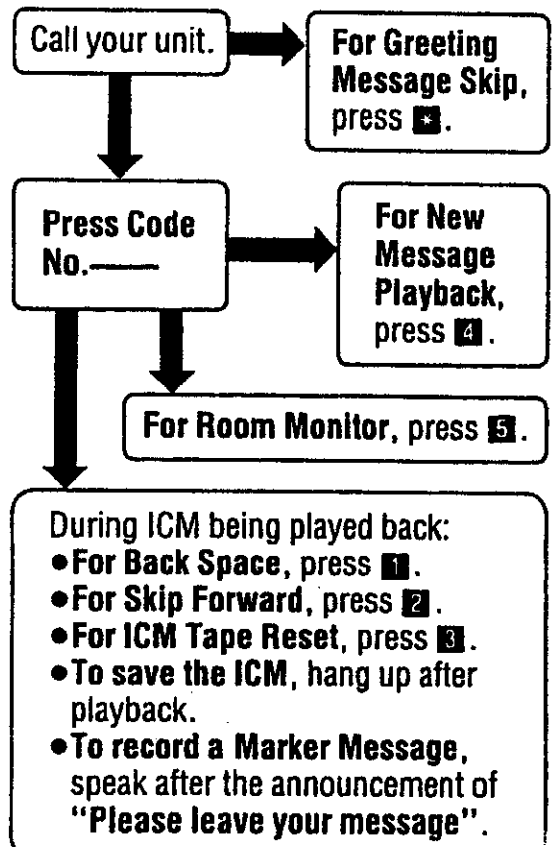 Call your unit.
For Greeting
Message Skip,
press *.
Press Code
No.——
For New
Message
Playback,
press 4.
For Room Monitor, press 5.
During ICM being played back:
●For Back Space, press 1.
●For Skip Forward, press 2.
●For ICM Tape Reset, press 3.
●To save the ICM, hang up after
playback.
●To record a Marker Message,
speak after the announcement of
“Please leave your message”.